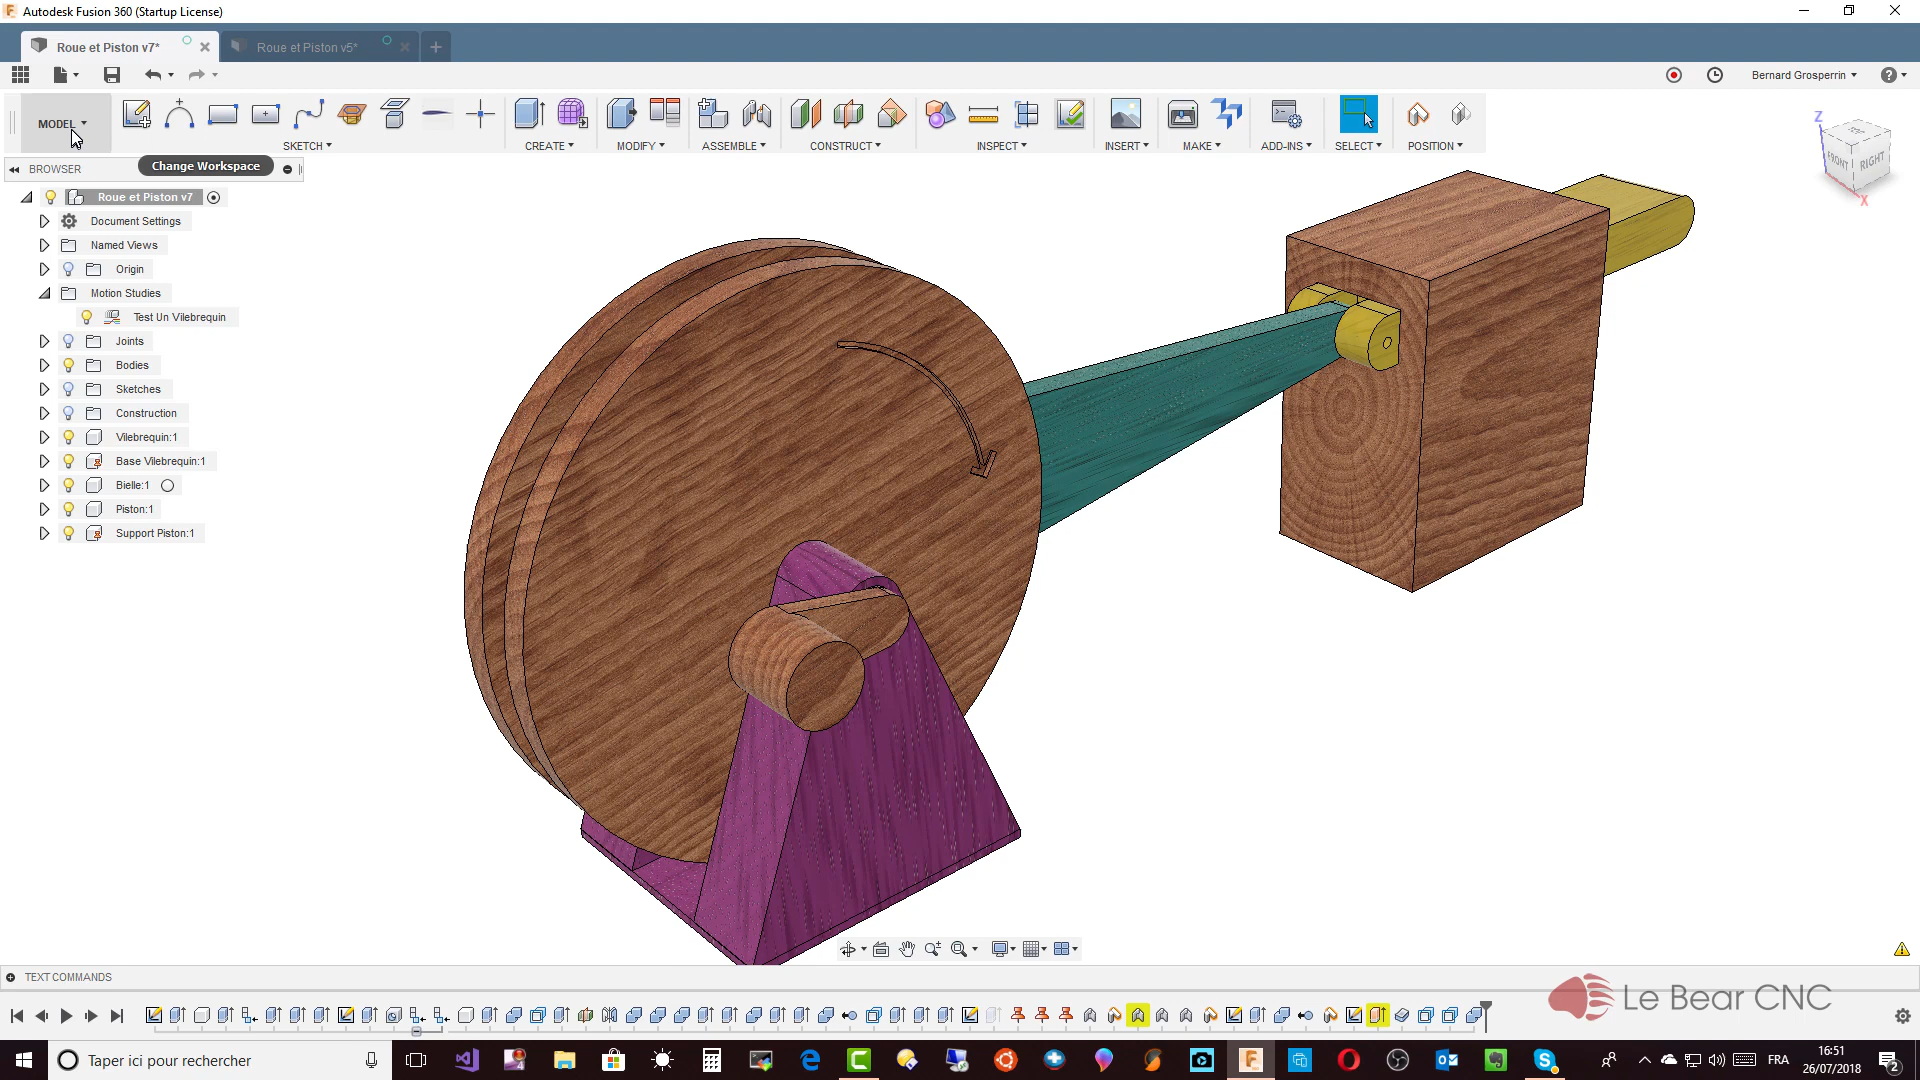 Autodesk Fusion 360 (Startup License)
Roue et Piston v7*
Roue et Piston v5*
Bernard Grosperrin
MODEL
SKETCH
CREATE
MODIFY
ASSEMBLE
CONSTRUCT
INSPECT
INSERT
MAKE
ADD-INS
SELECT
POSITION
Z
TOP
FRONT
RIGHT
X
BROWSER
Change Workspace
Roue et Piston v7
Document Settings
Named Views
Origin
Motion Studies
Test Un Vilebrequin
Joints
Bodies
Sketches
Construction
Vilebrequin:1
Base Vilebrequin:1
Bielle:1
Piston:1
Support Piston:1
TEXT COMMANDS
Le Bear CNC
Taper ici pour rechercher
FRA
16:51
26/07/2018
2